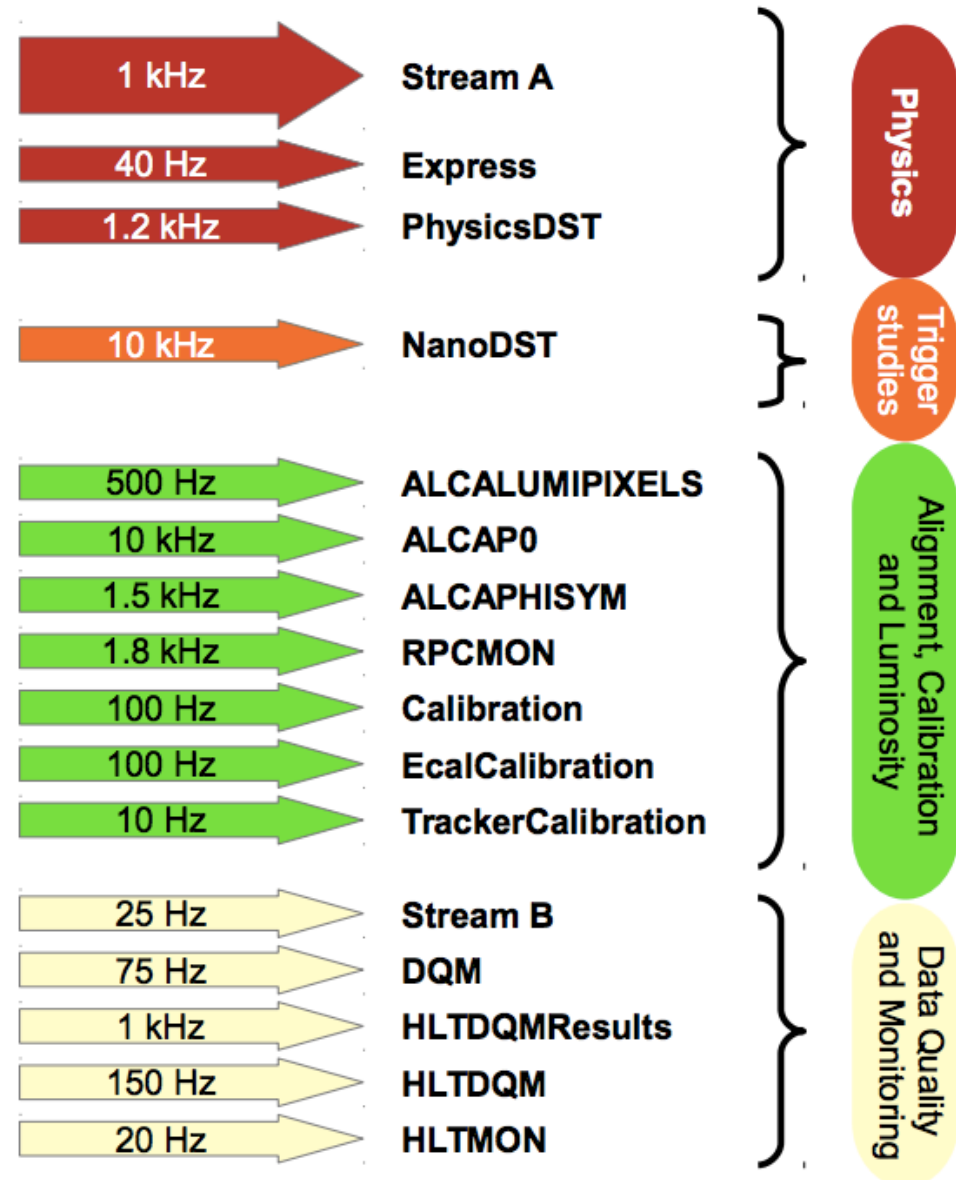 1 kHz Stream A
40 Hz Express
1.2 kHz PhysicsDST
Physics
10 kHz NanoDST
Trigger
studies
500 Hz ALCALUMIPIXELS
10 kHz ALCAP0
1.5 kHz ALCAPHISYM
1.8 kHz RPCMON
100 Hz Calibration
100 Hz EcalCalibration
10 Hz TrackerCalibration
Alignment, Calibration
and Luminosity
25 Hz Stream B
75 Hz DQM
1 kHz HLTDQMResults
150 Hz HLTDQM
20 Hz HLTMON
Data Quality
and Monitoring